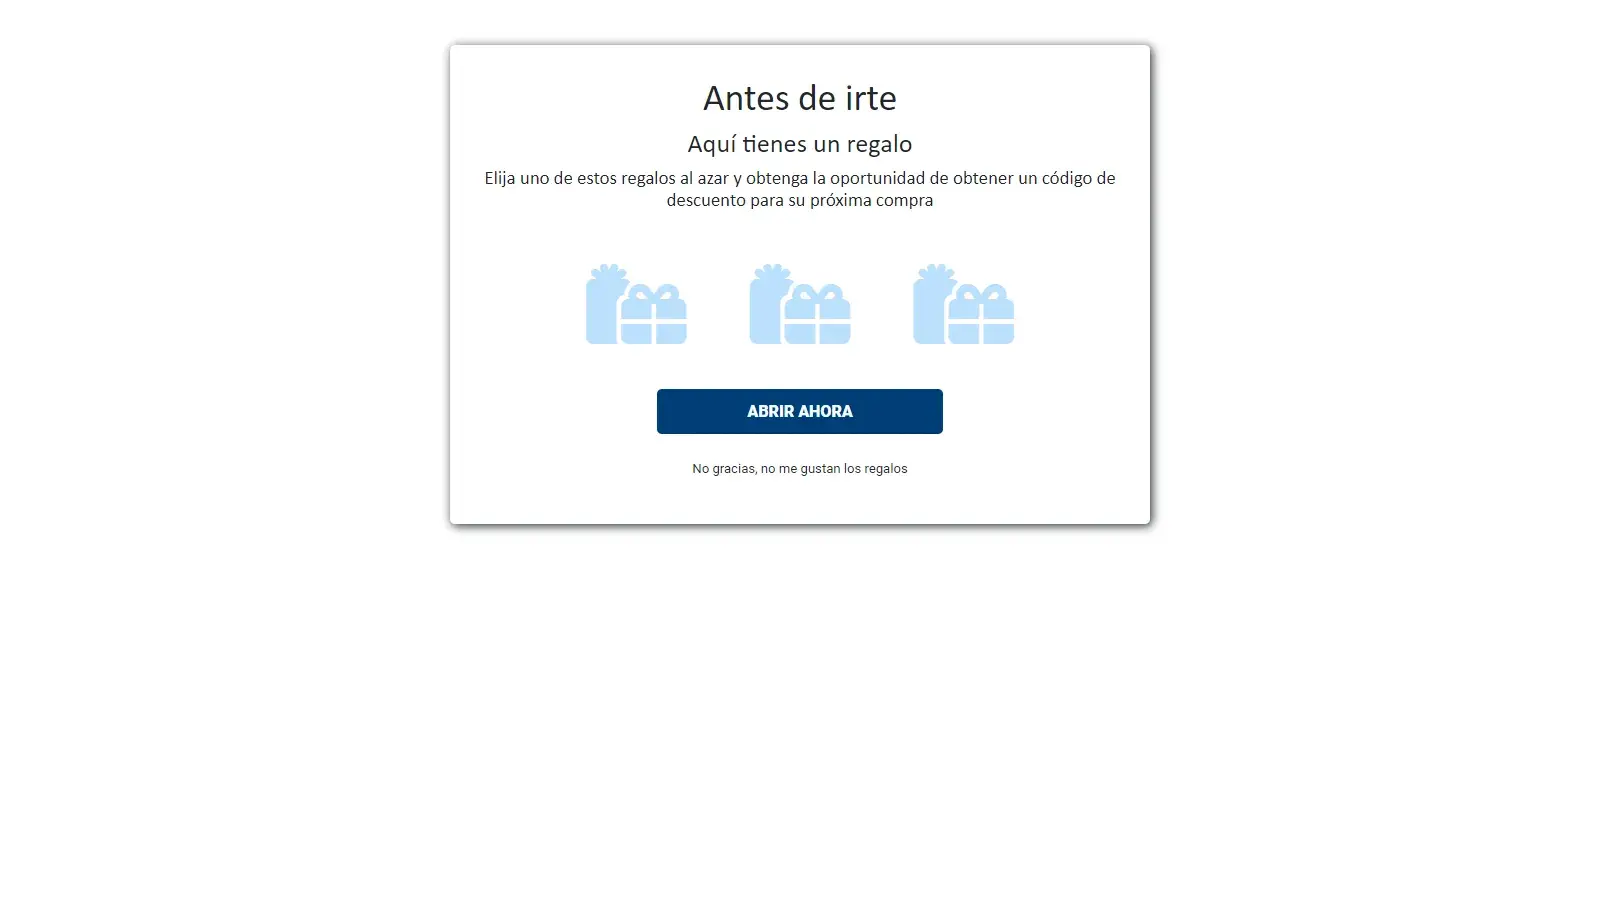 Antes de irte
Aquí tienes un regalo
Elija uno de estos regalos al azar y obtenga la oportunidad de obtener un código de
descuento para su próxima compra
ABRIR AHORA
No gracias, no me gustan los regalos